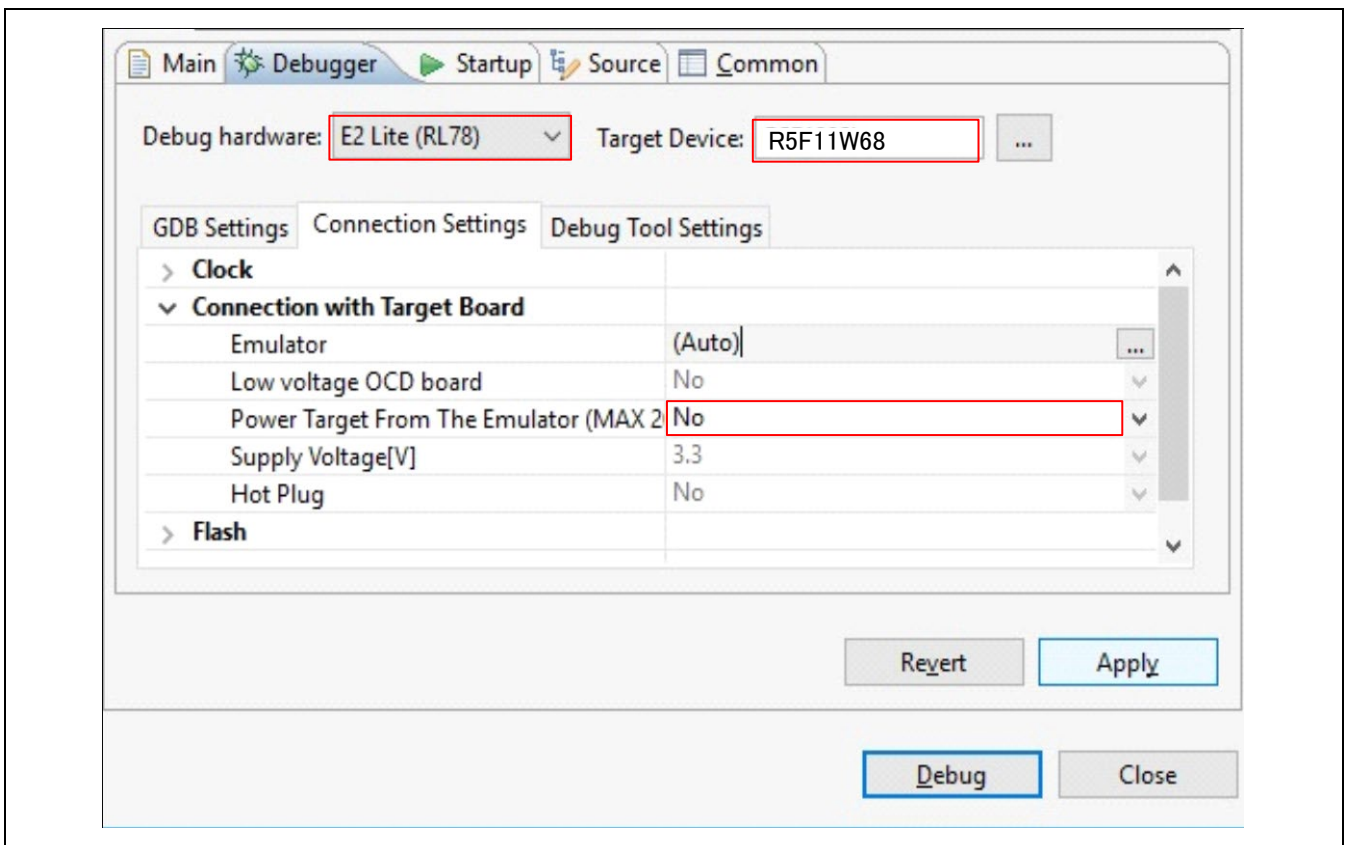 Main Debugger Startup Source Common
Debug hardware: E2 Lite (RL78) Target Device: R5F11W68 ...
GDB Settings Connection Settings Debug Tool Settings
Clock
Connection with Target Board
Emulator (Auto) ...
Low voltage OCD board No
Power Target From The Emulator (MAX No
Supply Voltage[V] 3.3
Hot Plug No
Flash
Revert Apply
Debug Close